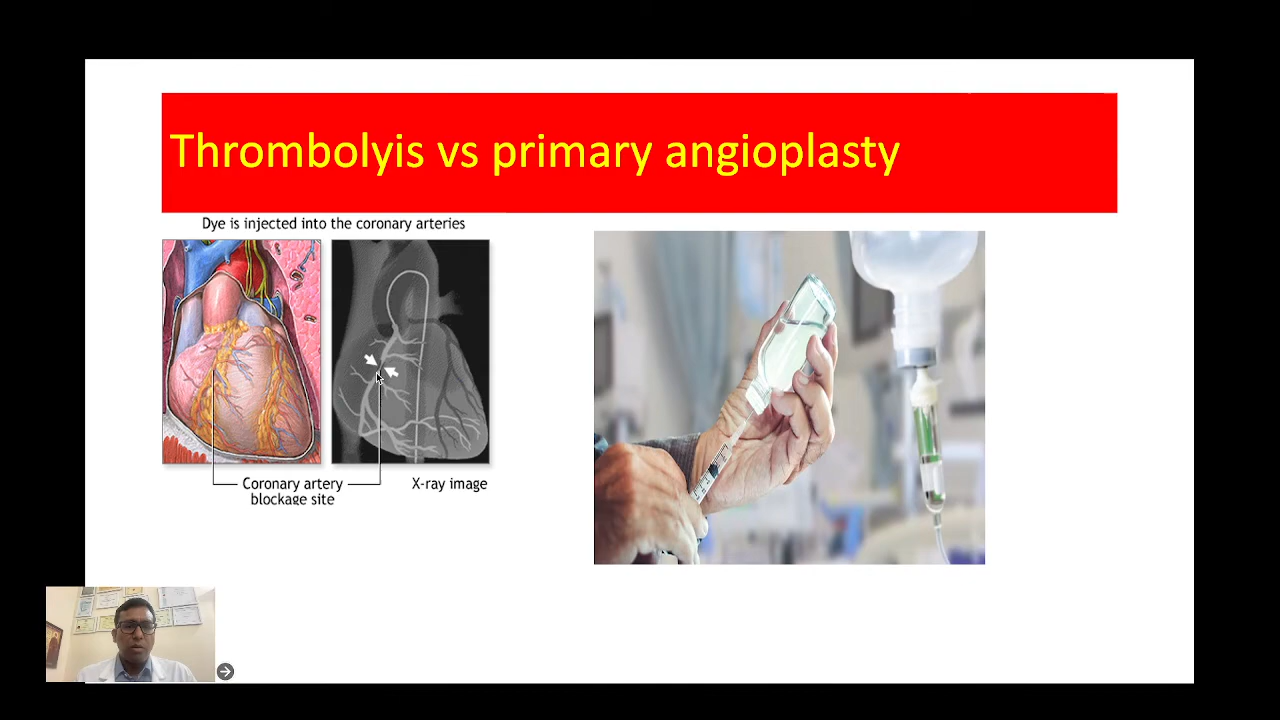 Thrombolyis vs primary angioplasty
Dye is injected into the coronary arteries
Coronary artery
blockage site
X-ray image